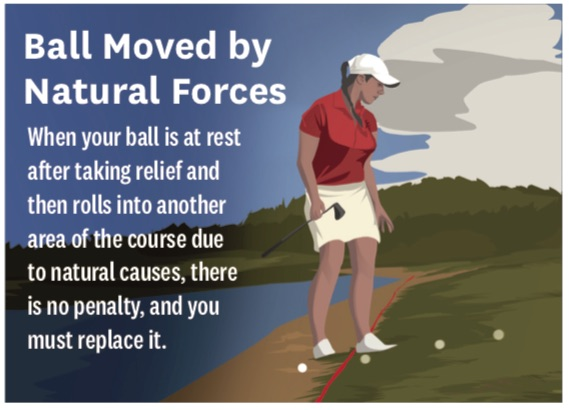 Ball Moved by
Natural Forces
When your ball is at rest
after taking relief and
then rolls into another
area of the course due
to natural causes, there
is no penalty, and you
must replace it.